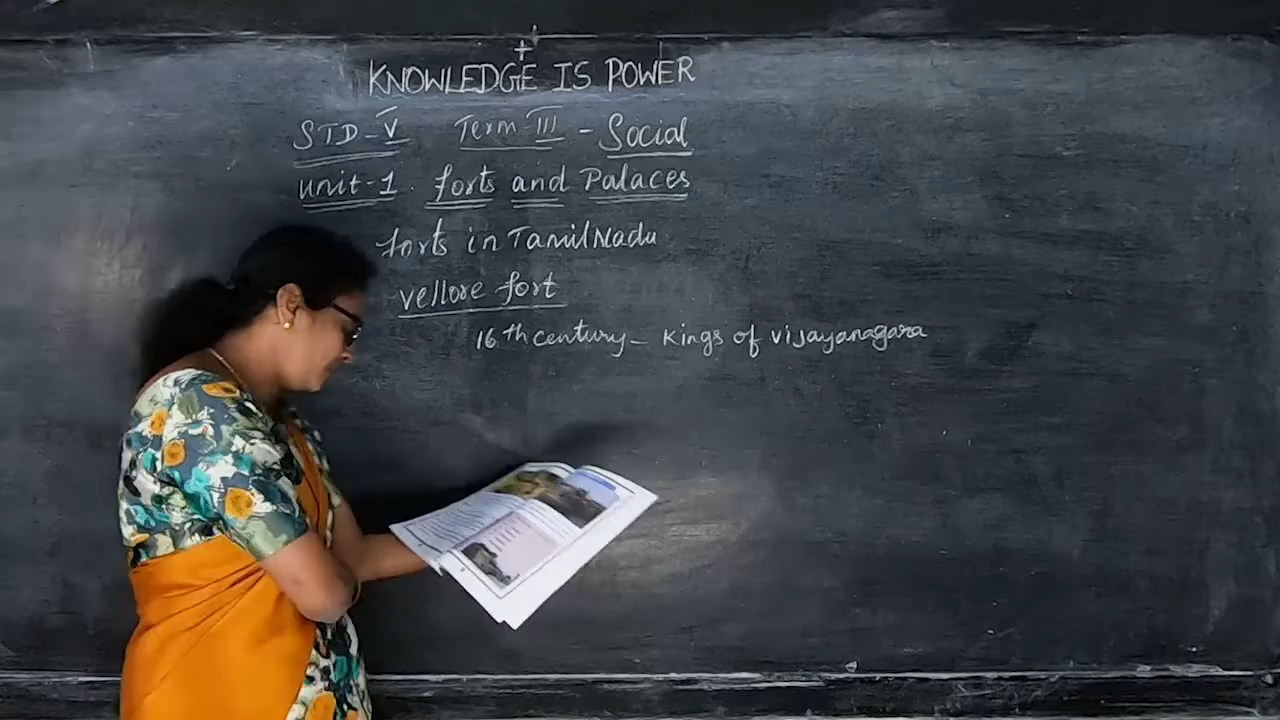 +
KNOWLEDGE IS POWER
STD-V Term-III - Social
unit-1. forts and Palaces
forts in TamilNadu
vellore fort
16th century - Kings of vijayanagara